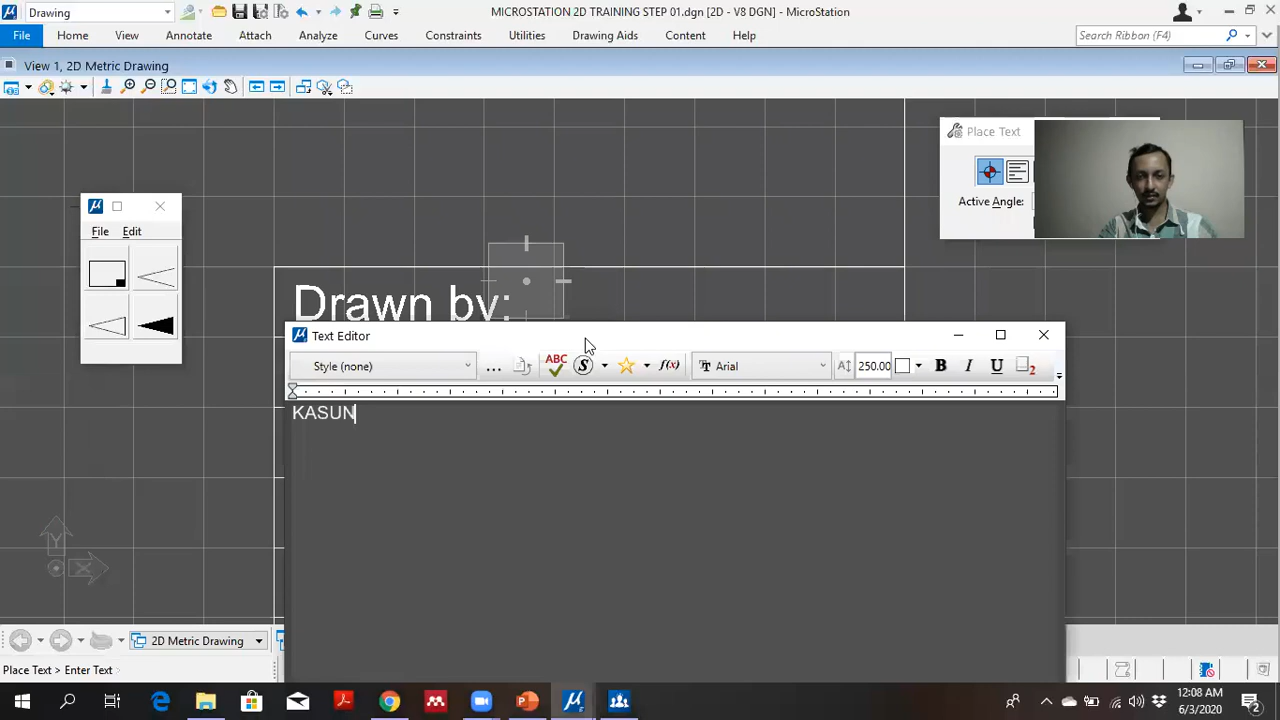 Drawing
MICROSTATION 2D TRAINING STEP 01.dgn [2D - V8 DGN] - MicroStation
File Home View Annotate Attach Analyze Curves Constraints Utilities Drawing Aids Content Help
Search Ribbon (F4)
View 1, 2D Metric Drawing
Place Text
Active Angle:
File Edit
Drawn by:
Text Editor
Style (none)
...
ABC
S
f(x)
Arial
250.00
B I U
2
KASUN
Y
X
2D Metric Drawing
Place Text > Enter Text
12:08 AM
6/3/2020
2